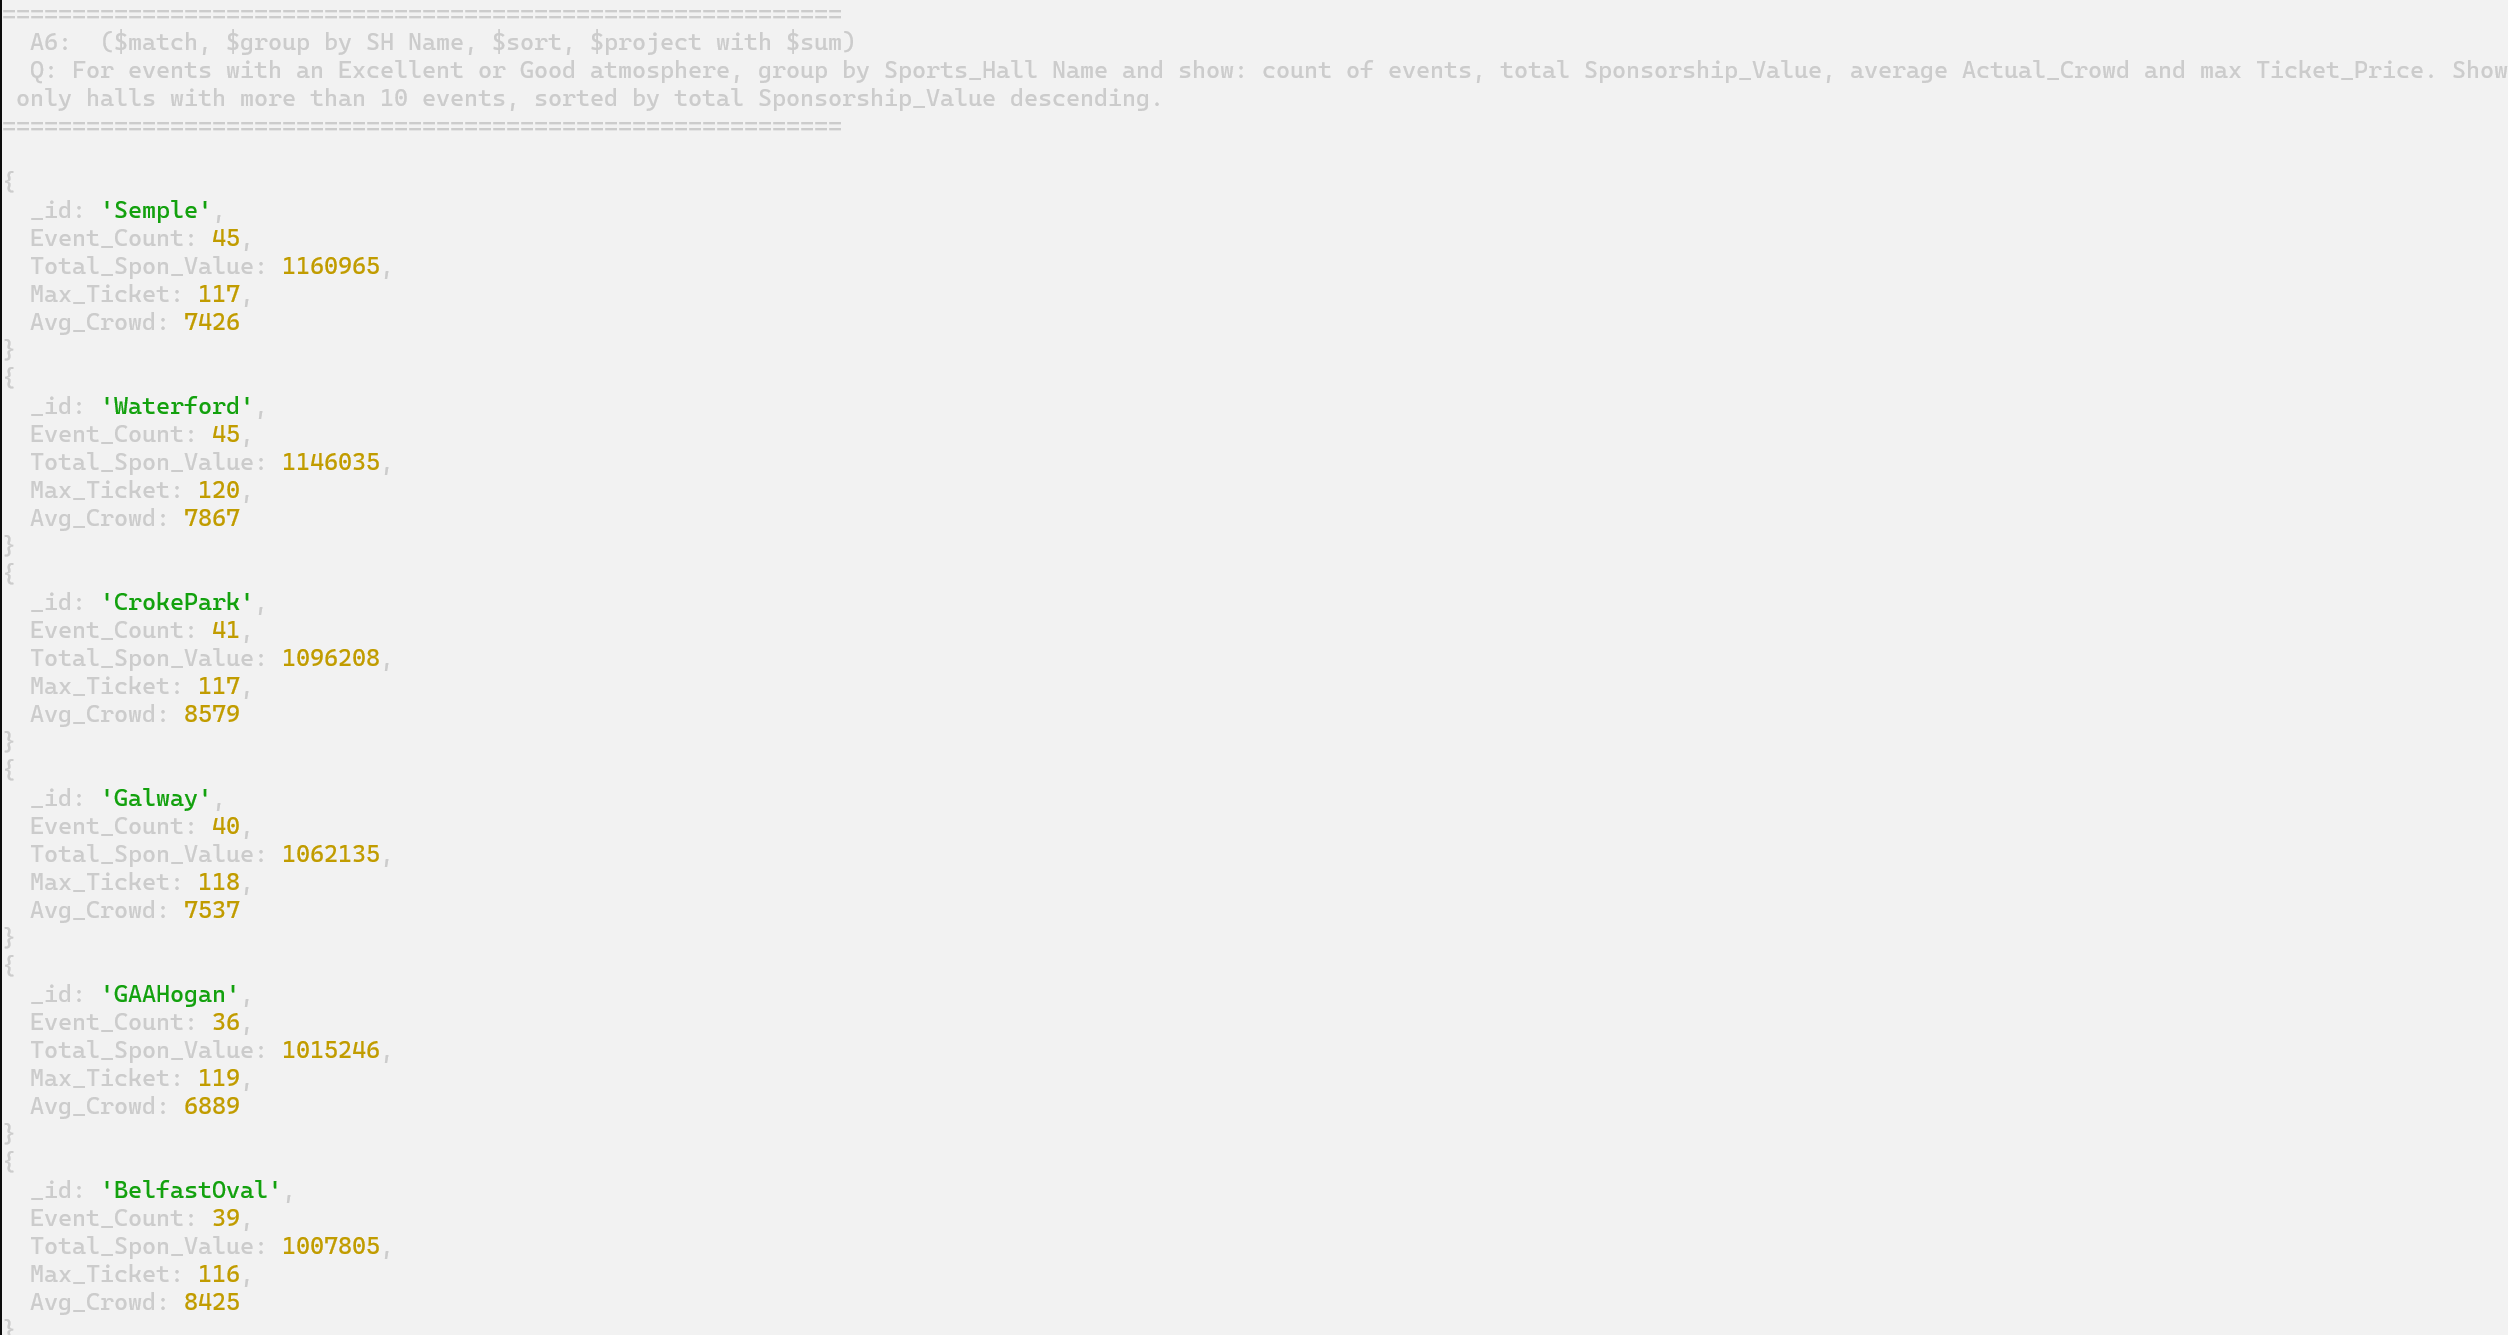 ============================================================
A6:  ($match, $group by SH Name, $sort, $project with $sum)
Q: For events with an Excellent or Good atmosphere, group by Sports_Hall Name and show: count of events, total Sponsorship_Value, average Actual_Crowd and max Ticket_Price. Show
only halls with more than 10 events, sorted by total Sponsorship_Value descending.
============================================================
{
_id: 'Semple',
Event_Count: 45,
Total_Spon_Value: 1160965,
Max_Ticket: 117,
Avg_Crowd: 7426
}
{
_id: 'Waterford',
Event_Count: 45,
Total_Spon_Value: 1146035,
Max_Ticket: 120,
Avg_Crowd: 7867
}
{
_id: 'CrokePark',
Event_Count: 41,
Total_Spon_Value: 1096208,
Max_Ticket: 117,
Avg_Crowd: 8579
}
{
_id: 'Galway',
Event_Count: 40,
Total_Spon_Value: 1062135,
Max_Ticket: 118,
Avg_Crowd: 7537
}
{
_id: 'GAAHogan',
Event_Count: 36,
Total_Spon_Value: 1015246,
Max_Ticket: 119,
Avg_Crowd: 6889
}
{
_id: 'BelfastOval',
Event_Count: 39,
Total_Spon_Value: 1007805,
Max_Ticket: 116,
Avg_Crowd: 8425
}